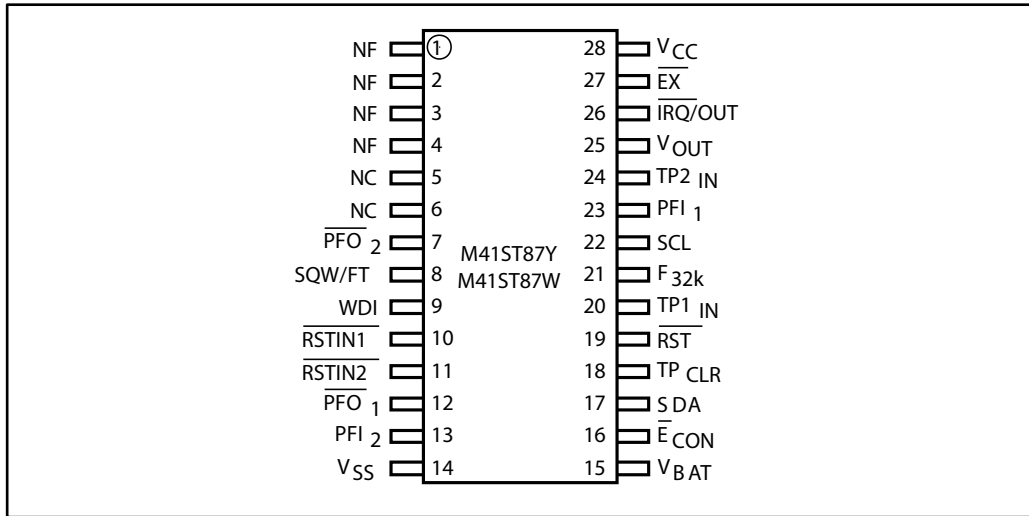 NF 1 28 VCC
NF 2 27 EX
NF 3 26 IRQ/OUT
NF 4 25 VOUT
NC 5 24 TP2 IN
NC 6 23 PFI 1
PFO 2 7 22 SCL
M41ST87Y
SQW/FT 8 21 F32k
M41ST87W
WDI 9 20 TP1 IN
RSTIN1 10 19 RST
RSTIN2 11 18 TP CLR
PFO 1 12 17 SDA
PFI 2 13 16 ECON
VSS 14 15 VBAT